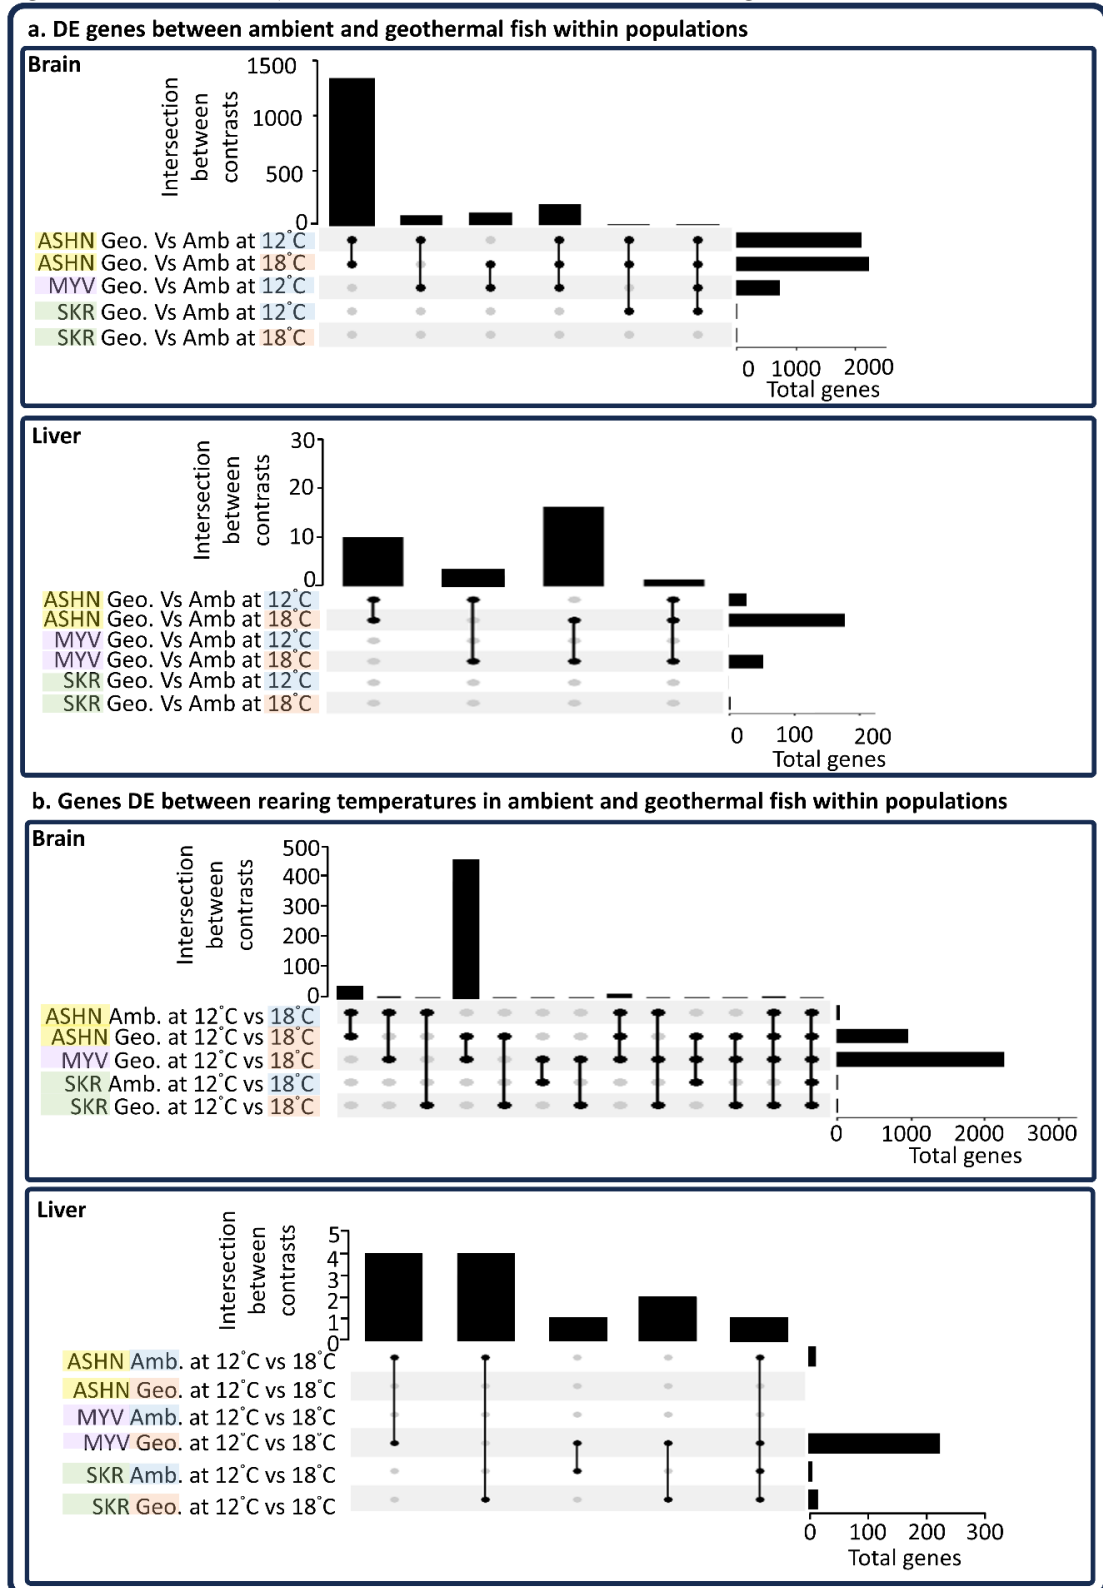 a. DE genes between ambient and geothermal fish within populations
Brain
Intersection
between
contrasts
1500
1000
500
0
ASHN Geo. Vs Amb at 12°C
ASHN Geo. Vs Amb at 18°C
MYV Geo. Vs Amb at 12°C
SKR Geo. Vs Amb at 12°C
SKR Geo. Vs Amb at 18°C
0 1000 2000
Total genes
Liver
Intersection
between
contrasts
30
20
10
0
ASHN Geo. Vs Amb at 12°C
ASHN Geo. Vs Amb at 18°C
MYV Geo. Vs Amb at 12°C
MYV Geo. Vs Amb at 18°C
SKR Geo. Vs Amb at 12°C
SKR Geo. Vs Amb at 18°C
0 100 200
Total genes
b. Genes DE between rearing temperatures in ambient and geothermal fish within populations
Brain
Intersection
between
contrasts
500
400
300
200
100
0
ASHN Amb. at 12°C vs 18°C
ASHN Geo. at 12°C vs 18°C
MYV Geo. at 12°C vs 18°C
SKR Amb. at 12°C vs 18°C
SKR Geo. at 12°C vs 18°C
0 1000 2000 3000
Total genes
Liver
Intersection
between
contrasts
5
4
3
2
1
0
ASHN Amb. at 12°C vs 18°C
ASHN Geo. at 12°C vs 18°C
MYV Amb. at 12°C vs 18°C
MYV Geo. at 12°C vs 18°C
SKR Amb. at 12°C vs 18°C
SKR Geo. at 12°C vs 18°C
0 100 200 300
Total genes